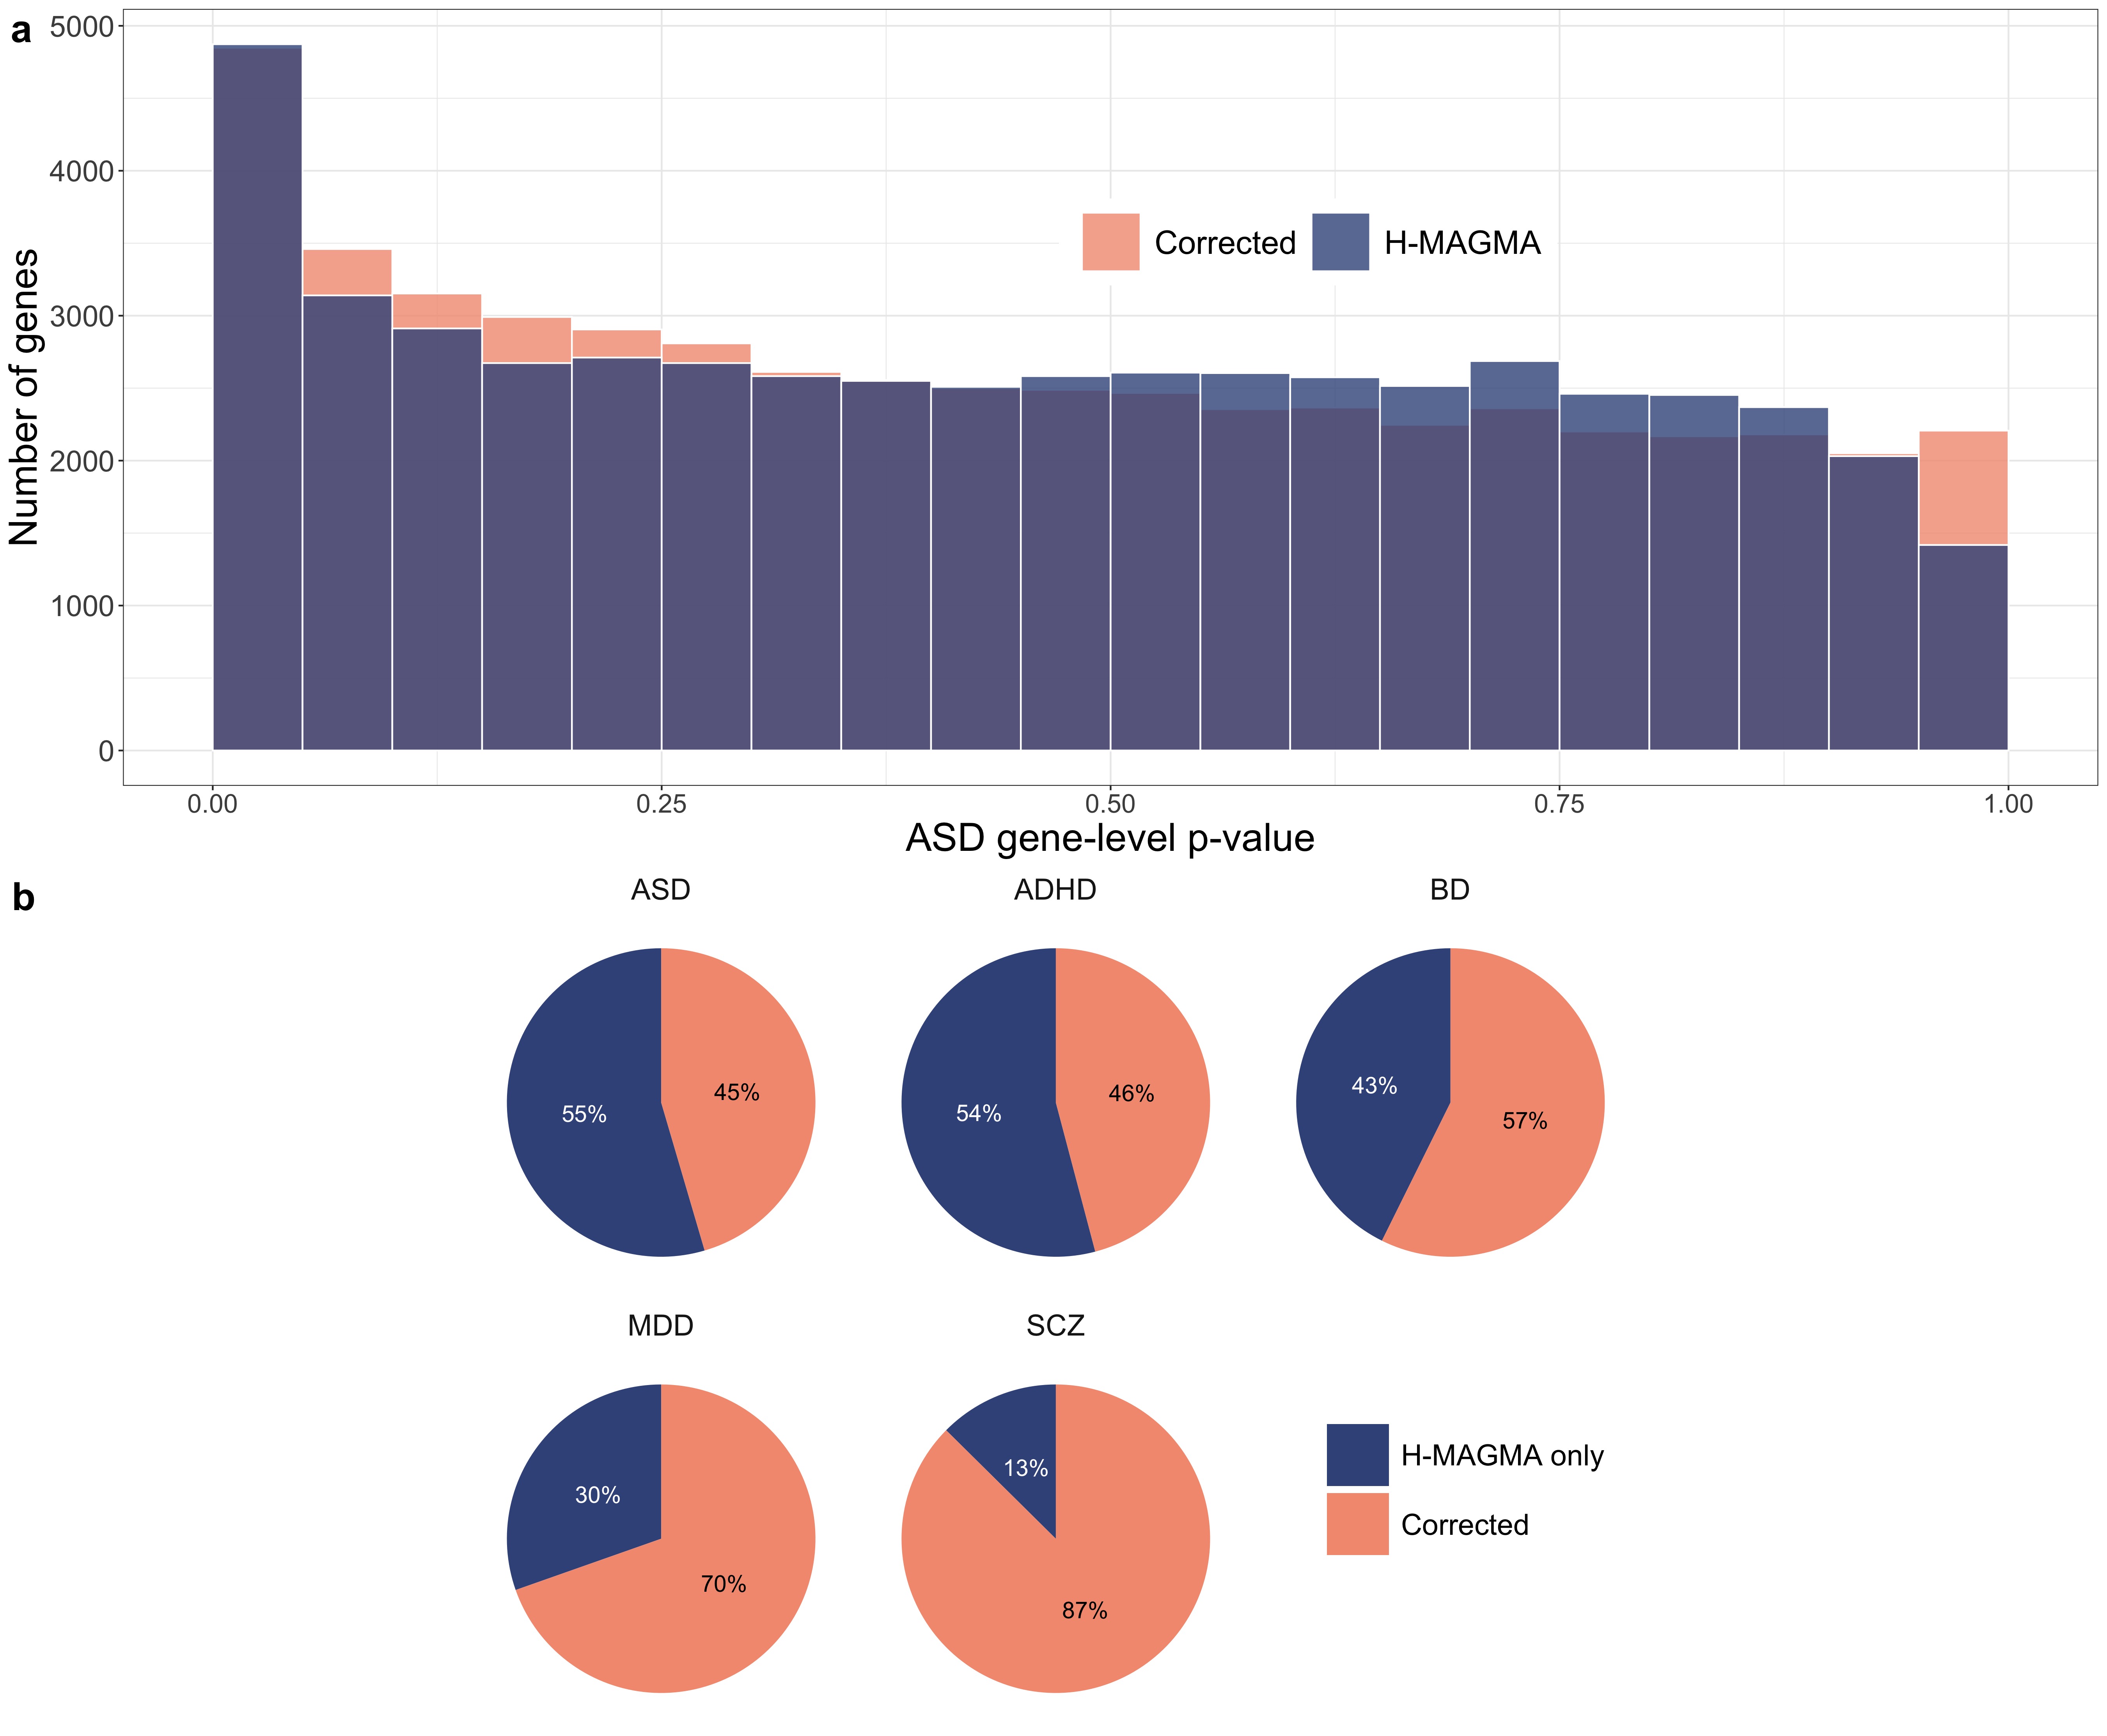 a
5000
4000
3000
2000
1000
0
Number of genes
Corrected H-MAGMA
0.00 0.25 0.50 0.75 1.00
ASD gene-level p-value
b
ASD ADHD BD
55% 45% 54% 46% 43% 57%
MDD SCZ
30% 70% 13% 87%
H-MAGMA only
Corrected